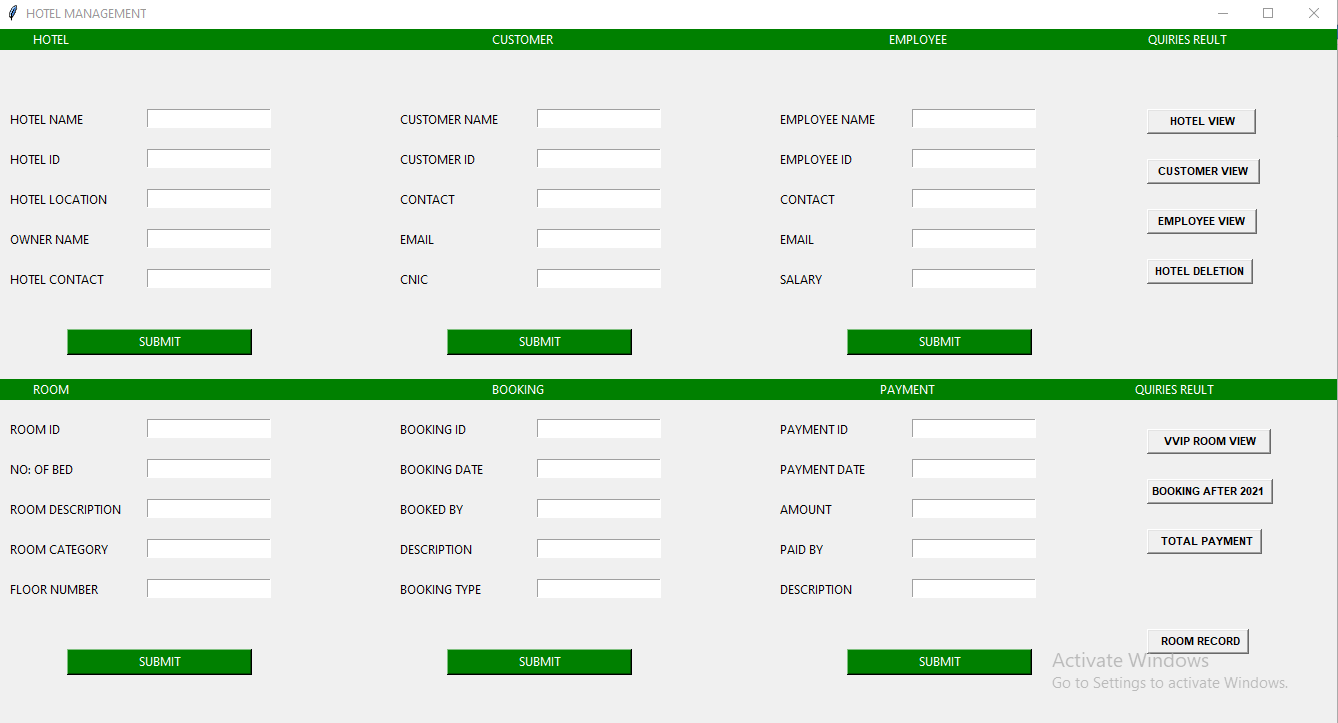 HOTEL MANAGEMENT
HOTEL CUSTOMER EMPLOYEE QUIRIES REULT
HOTEL NAME CUSTOMER NAME EMPLOYEE NAME HOTEL VIEW
HOTEL ID CUSTOMER ID EMPLOYEE ID CUSTOMER VIEW
HOTEL LOCATION CONTACT CONTACT
OWNER NAME EMAIL EMAIL EMPLOYEE VIEW
HOTEL CONTACT CNIC SALARY HOTEL DELETION
SUBMIT SUBMIT SUBMIT
ROOM BOOKING PAYMENT QUIRIES REULT
ROOM ID BOOKING ID PAYMENT ID VVIP ROOM VIEW
NO: OF BED BOOKING DATE PAYMENT DATE
ROOM DESCRIPTION BOOKED BY AMOUNT BOOKING AFTER 2021
ROOM CATEGORY DESCRIPTION PAID BY TOTAL PAYMENT
FLOOR NUMBER BOOKING TYPE DESCRIPTION
ROOM RECORD
SUBMIT SUBMIT SUBMIT Activate Windows
Go to Settings to activate Windows.